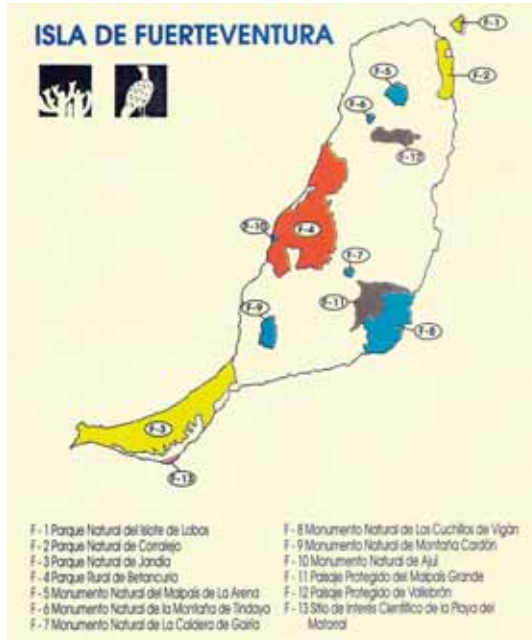 ISLA DE FUERTEVENTURA
F-1
F-2
F-5
F-6
F-12
F-4
F-10
F-7
F-11
F-8
F-9
F-3
F-13
F - 1 Parque Natural del Islote de Lobos
F - 2 Parque Natural de Corralejo
F - 3 Parque Natural de Jandía
F - 4 Parque Rural de Betancuria
F - 5 Monumento Natural del Malpaís de La Arena
F - 6 Monumento Natural de la Montaña de Tindaya
F - 7 Monumento Natural de La Caldera de Gairía
F - 8 Monumento Natural de Los Cuchillos de Vigán
F - 9 Monumento Natural de Montaña Cardón
F - 10 Monumento Natural de Ajuí
F - 11 Paisaje Protegido del Malpaís Grande
F - 12 Paisaje Protegido de Vallebrón
F - 13 Sitio de Interés Científico de la Playa del
Matorral